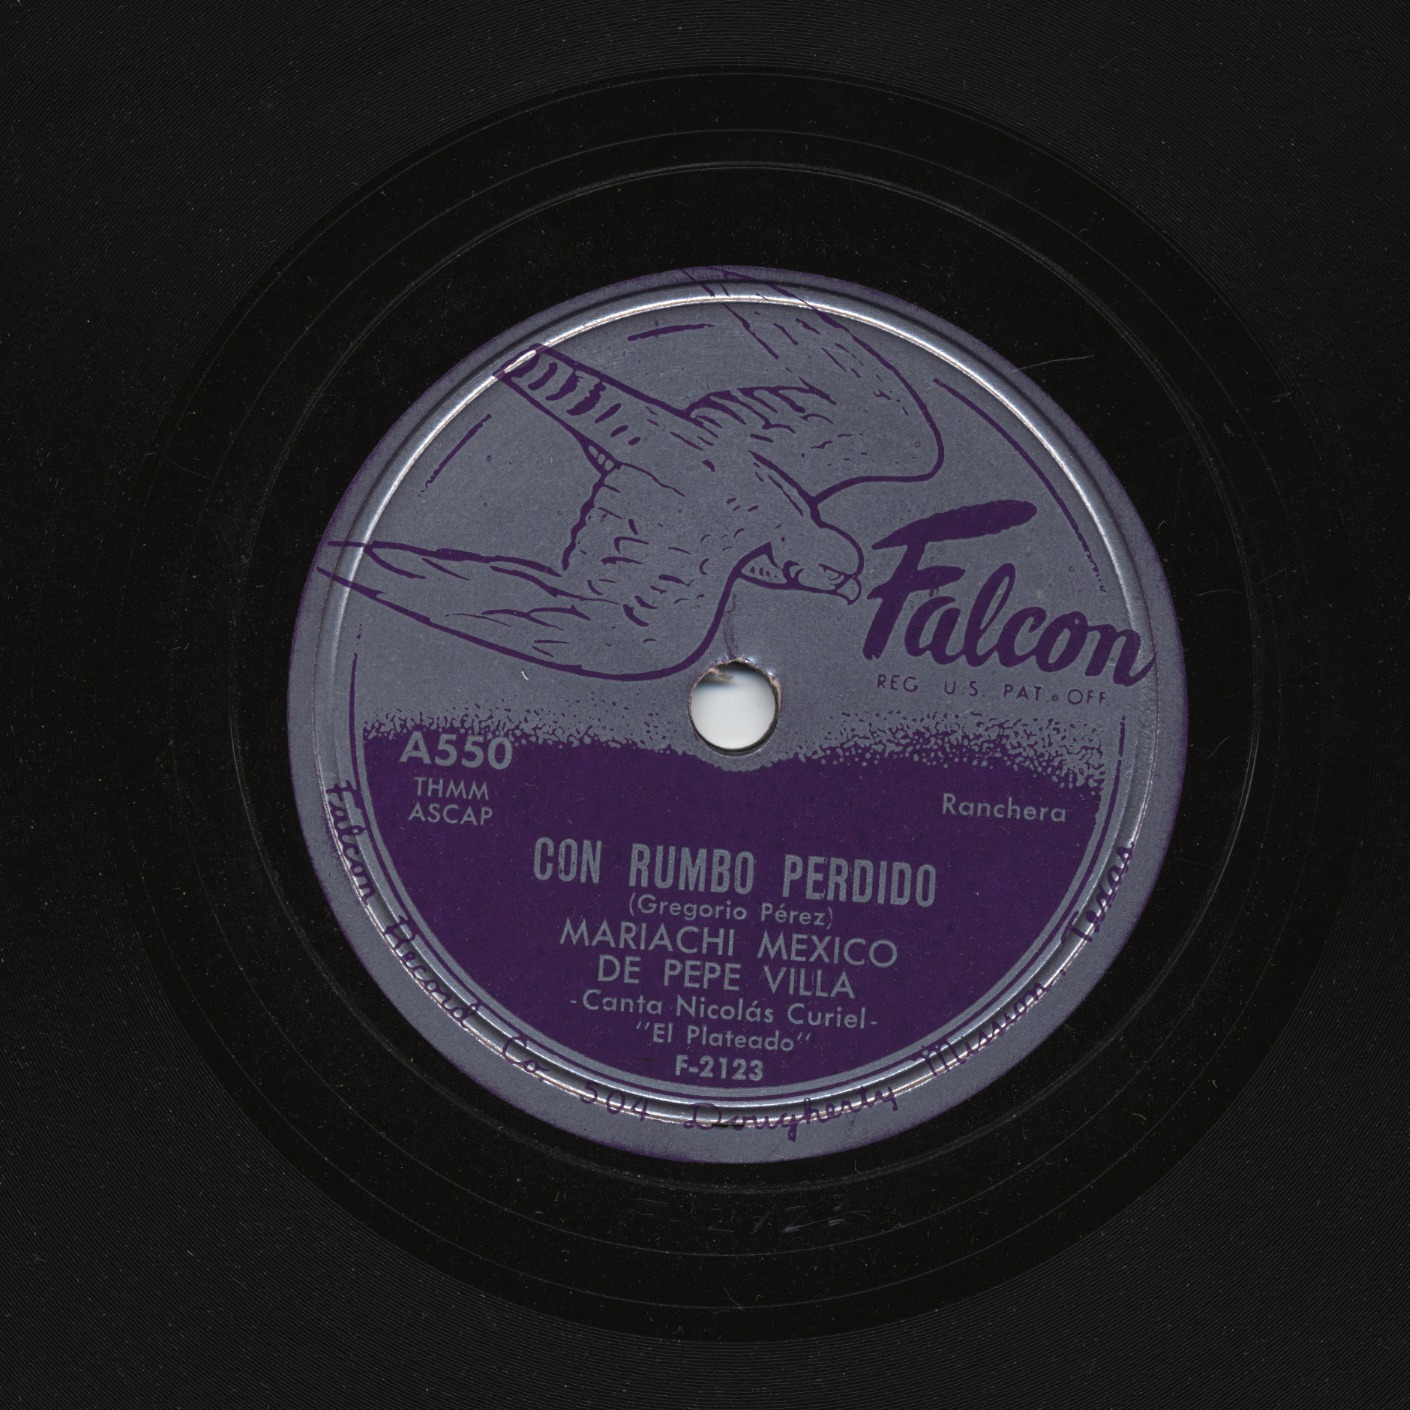 Falcon
REG. U.S. PAT. OFF.
A550
THMM
ASCAP
Ranchera
CON RUMBO PERDIDO
(Gregorio Pérez)
MARIACHI MEXICO
DE PEPE VILLA
-Canta Nicolás Curiel-
"El Plateado"
F-2123
Falcon Record Co. 504 Dougherty Mission, Texas